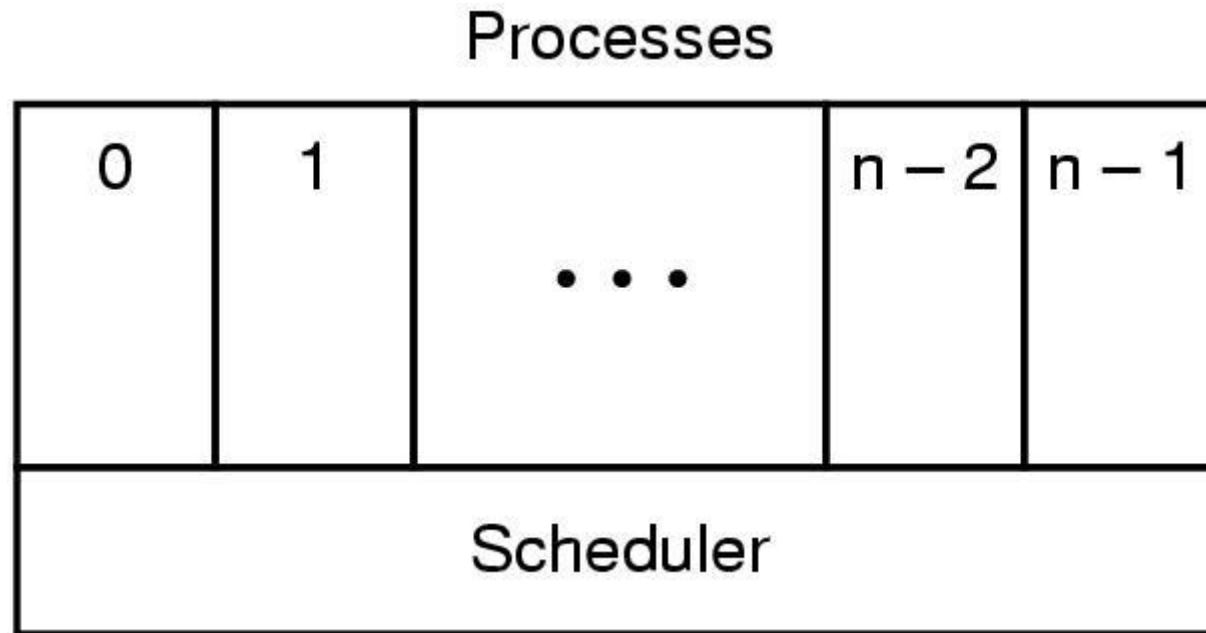 Processes
0 1 n – 2 n – 1
• • •
Scheduler